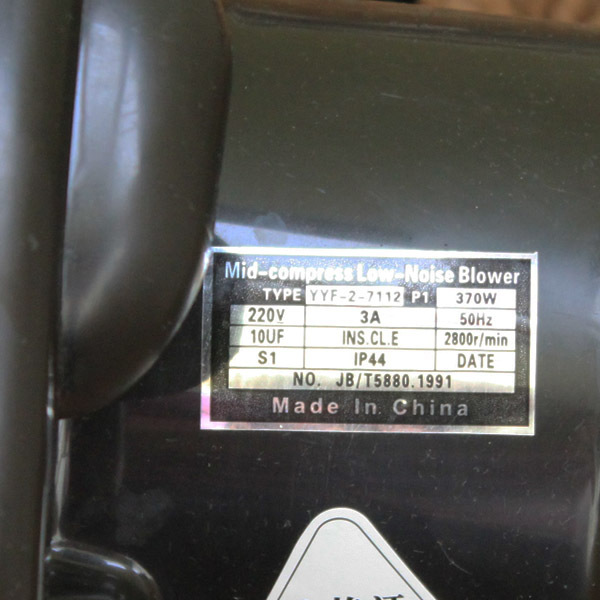 Mid-compress Low-Noise Blower
TYPE YYF-2-7112 P1 370W
220V 3A 50Hz
10UF INS.CL.E 2800r/min
S1 IP44 DATE
NO. JB/T5880.1991
Made In China